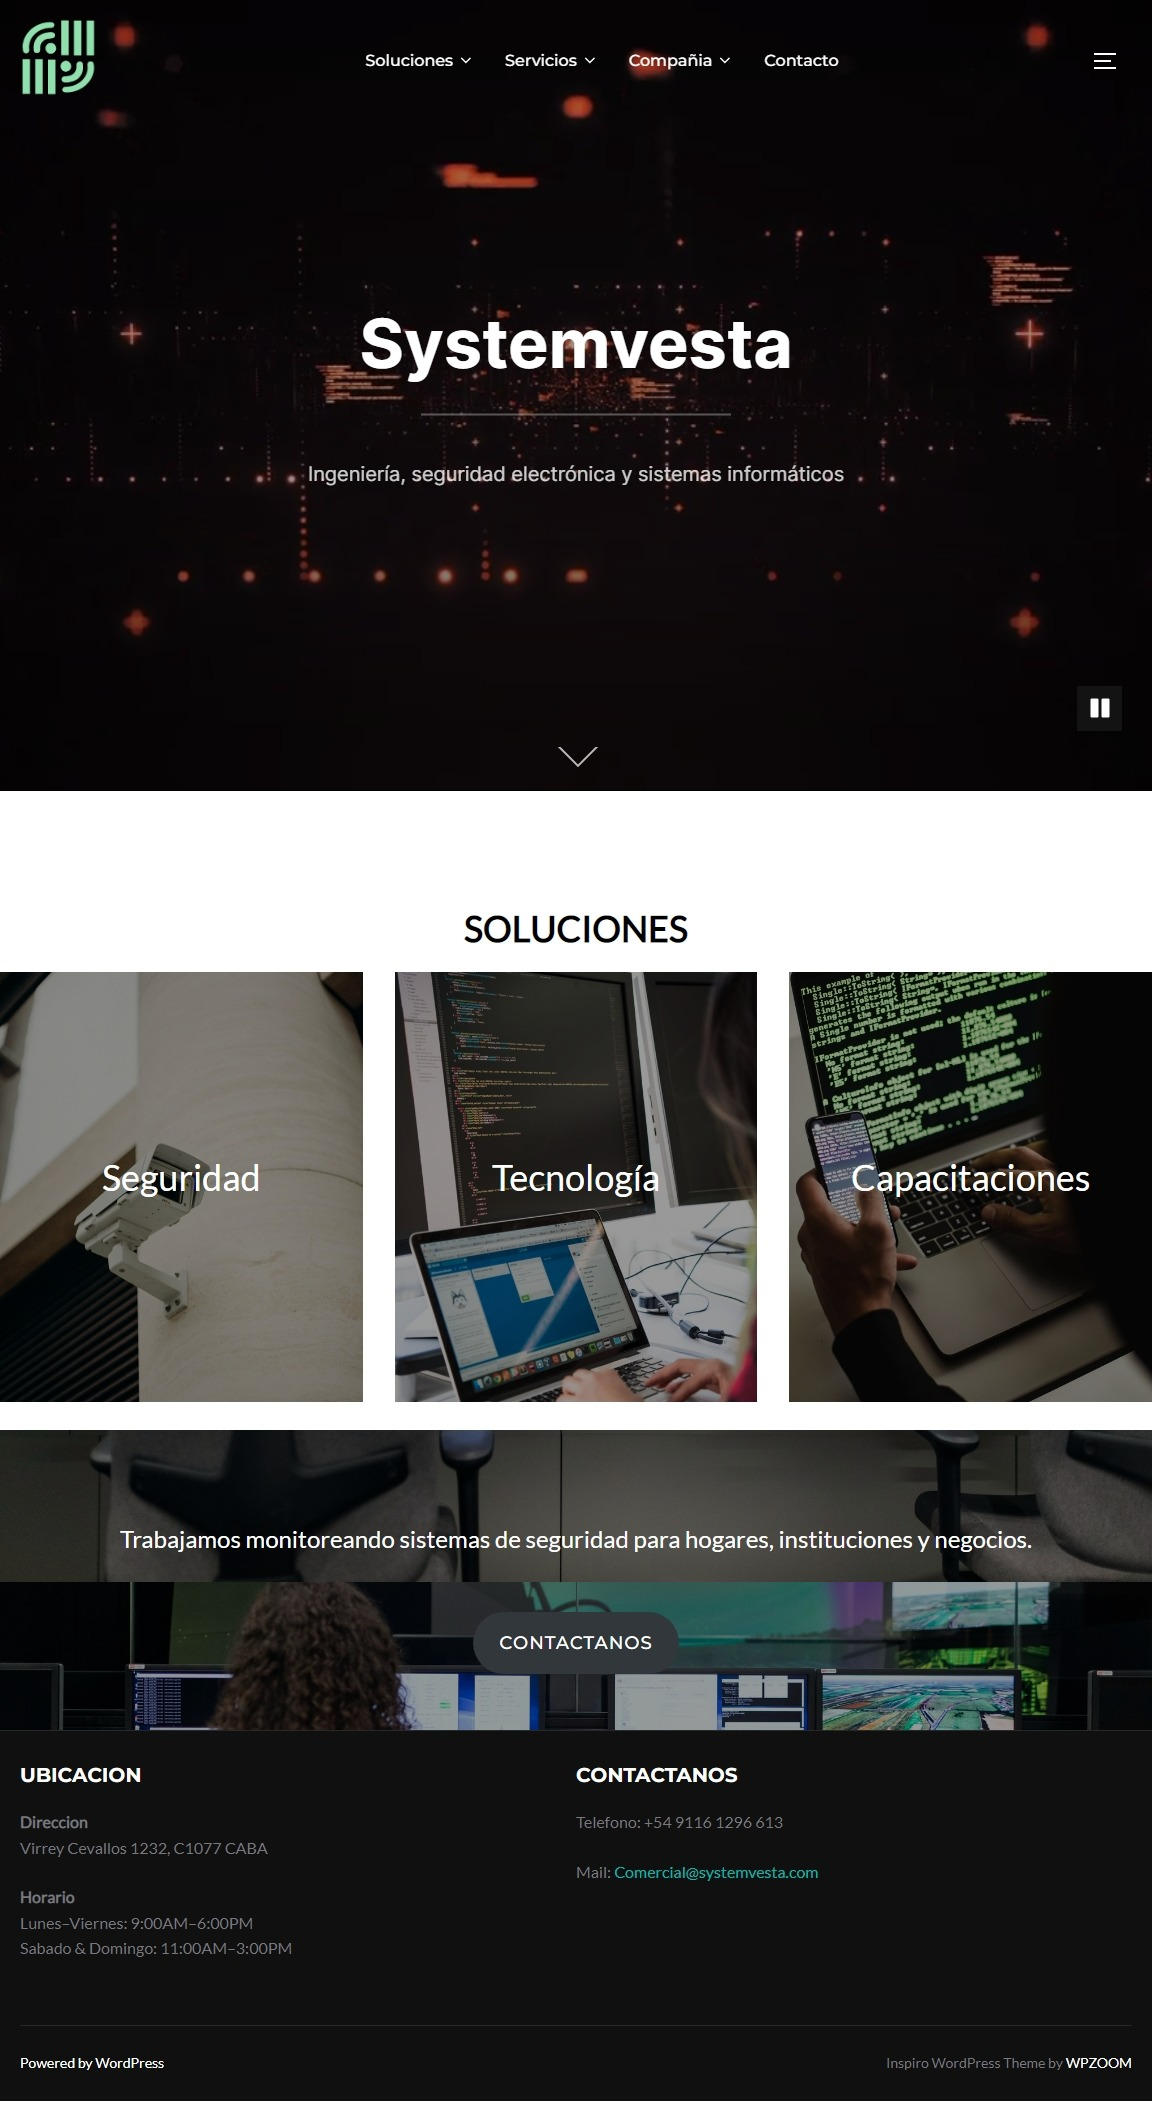 Soluciones Servicios Compañia Contacto
Systemvesta
Ingeniería, seguridad electrónica y sistemas informáticos
SOLUCIONES
Seguridad
Tecnología
Capacitaciones
Trabajamos monitoreando sistemas de seguridad para hogares, instituciones y negocios.
CONTACTANOS
UBICACION
Direccion
Virrey Cevallos 1232, C1077 CABA
Horario
Lunes–Viernes: 9:00AM–6:00PM
Sabado & Domingo: 11:00AM–3:00PM
CONTACTANOS
Telefono: +54 9116 1296 613
Mail: Comercial@systemvesta.com
Powered by WordPress
Inspiro WordPress Theme by WPZOOM